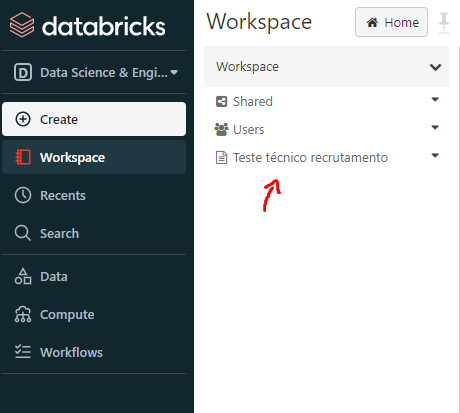 databricks
Data Science & Engi...
Create
Workspace
Recents
Search
Data
Compute
Workflows
Workspace
Home
Workspace
Shared
Users
Teste técnico recrutamento